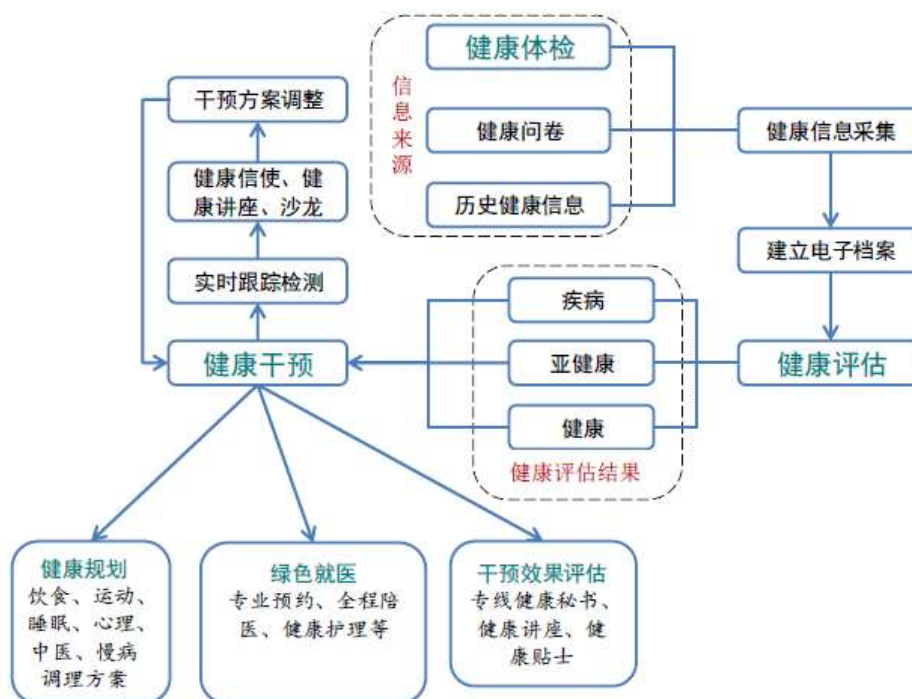 健康体检
信
息
来
源
干预方案调整
健康问卷
健康信息采集
健康信使、健
康讲座、沙龙
历史健康信息
建立电子档案
实时跟踪检测
疾病
健康干预
亚健康
健康评估
健康
健康评估结果
健康规划
饮食、运动、
睡眠、心理、
中医、慢病
调理方案
绿色就医
专业预约、全程陪
医、健康护理等
干预效果评估
专线健康秘书、
健康讲座、健
康贴士